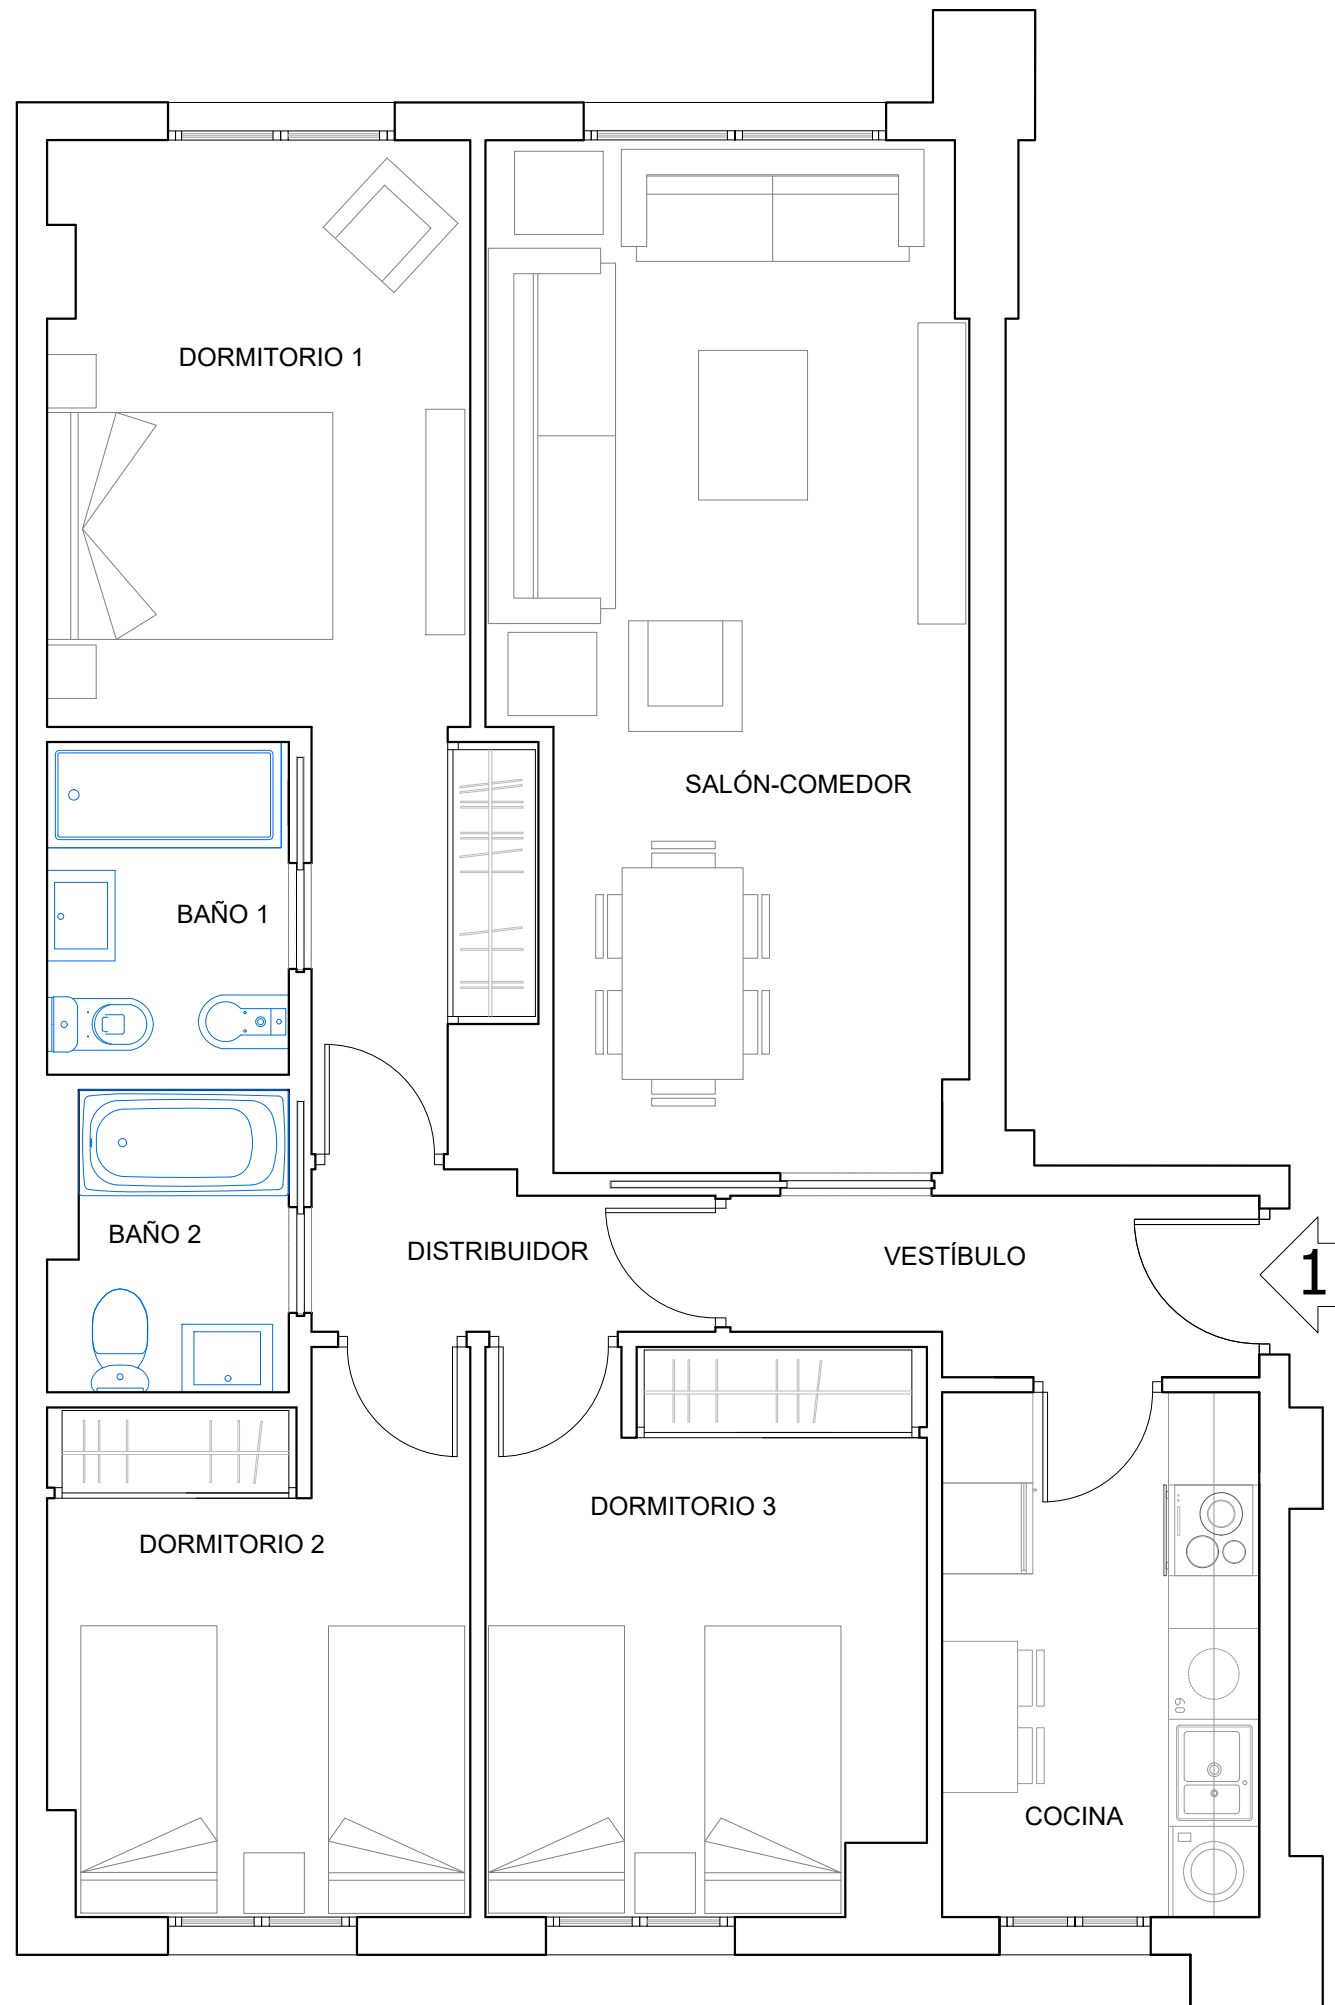 DORMITORIO 1
SALÓN-COMEDOR
BAÑO 1
BAÑO 2
DISTRIBUIDOR
VESTÍBULO
1
DORMITORIO 3
DORMITORIO 2
60
COCINA